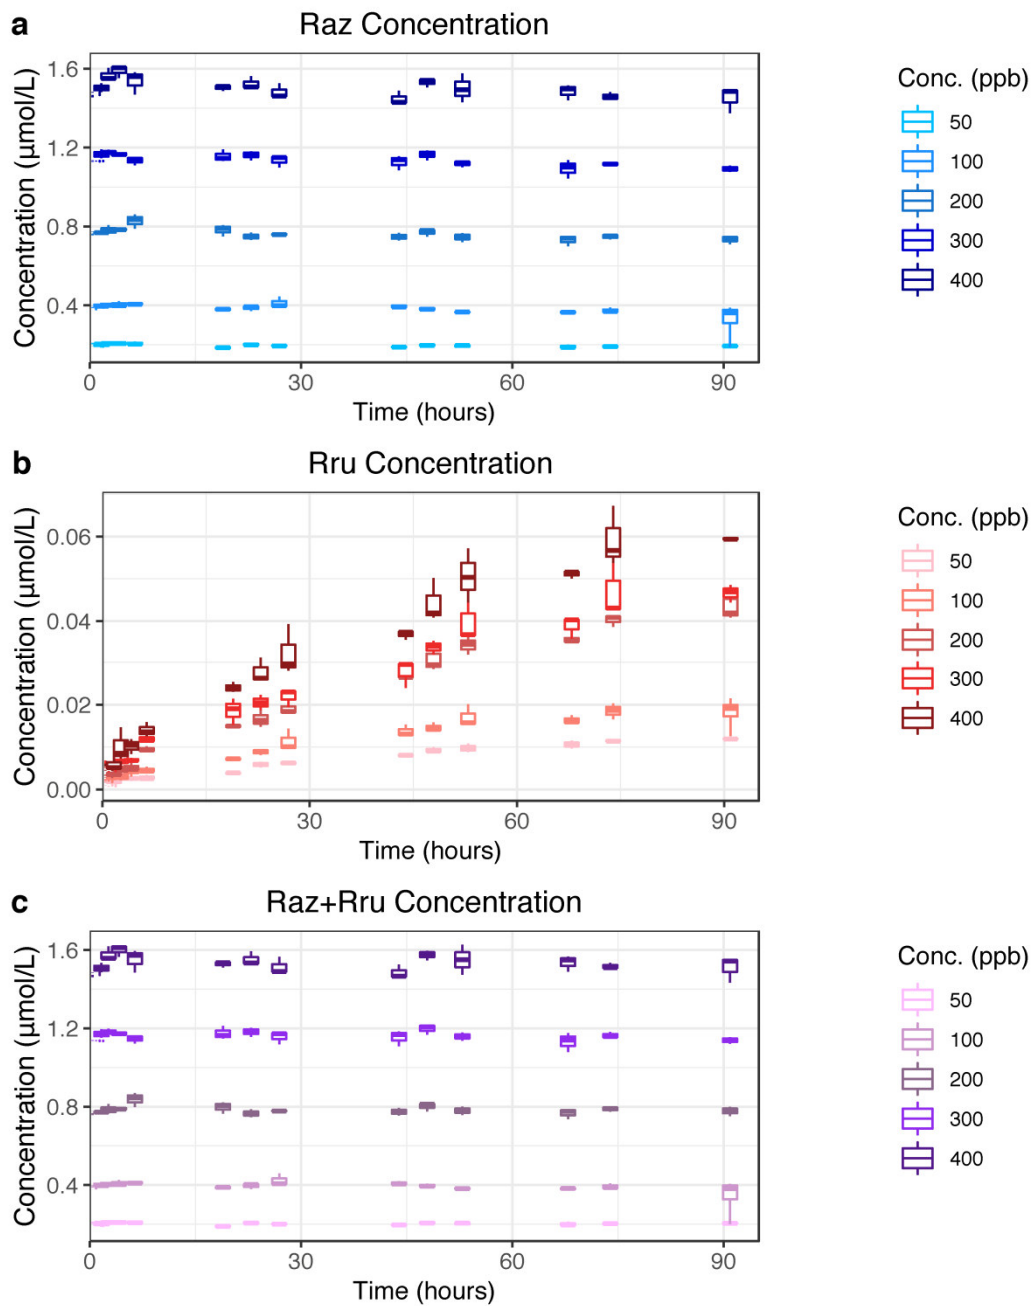 a
Raz Concentration
Concentration (μmol/L)
1.6
1.2
0.8
0.4
0
30
60
90
Time (hours)
Conc. (ppb)
50
100
200
300
400
b
Rru Concentration
Concentration (μmol/L)
0.06
0.04
0.02
0.00
0
30
60
90
Time (hours)
Conc. (ppb)
50
100
200
300
400
c
Raz+Rru Concentration
Concentration (μmol/L)
1.6
1.2
0.8
0.4
0
30
60
90
Time (hours)
Conc. (ppb)
50
100
200
300
400